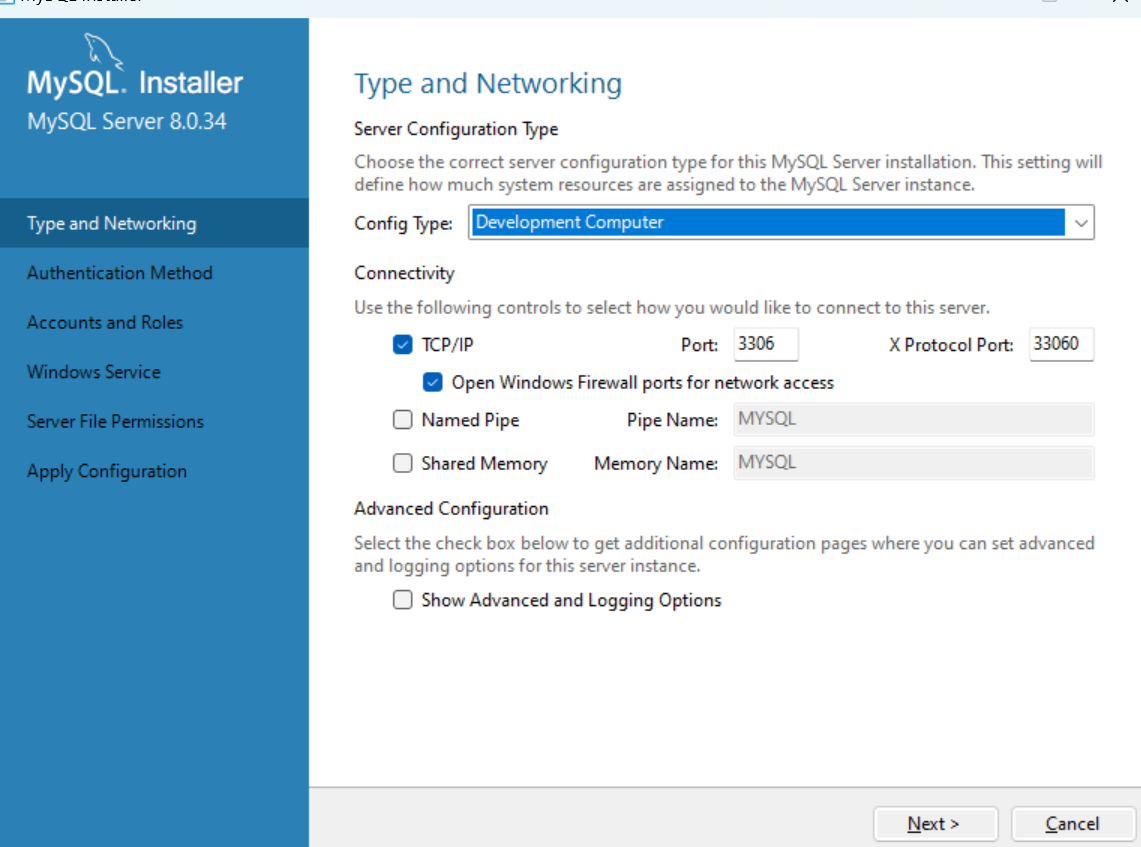 MySQL. Installer
MySQL Server 8.0.34
Type and Networking
Authentication Method
Accounts and Roles
Windows Service
Server File Permissions
Apply Configuration
Type and Networking
Server Configuration Type
Choose the correct server configuration type for this MySQL Server installation. This setting will
define how much system resources are assigned to the MySQL Server instance.
Config Type: Development Computer
Connectivity
Use the following controls to select how you would like to connect to this server.
TCP/IP Port: 3306 X Protocol Port: 33060
Open Windows Firewall ports for network access
Named Pipe Pipe Name: MYSQL
Shared Memory Memory Name: MYSQL
Advanced Configuration
Select the check box below to get additional configuration pages where you can set advanced
and logging options for this server instance.
Show Advanced and Logging Options
Next > Cancel